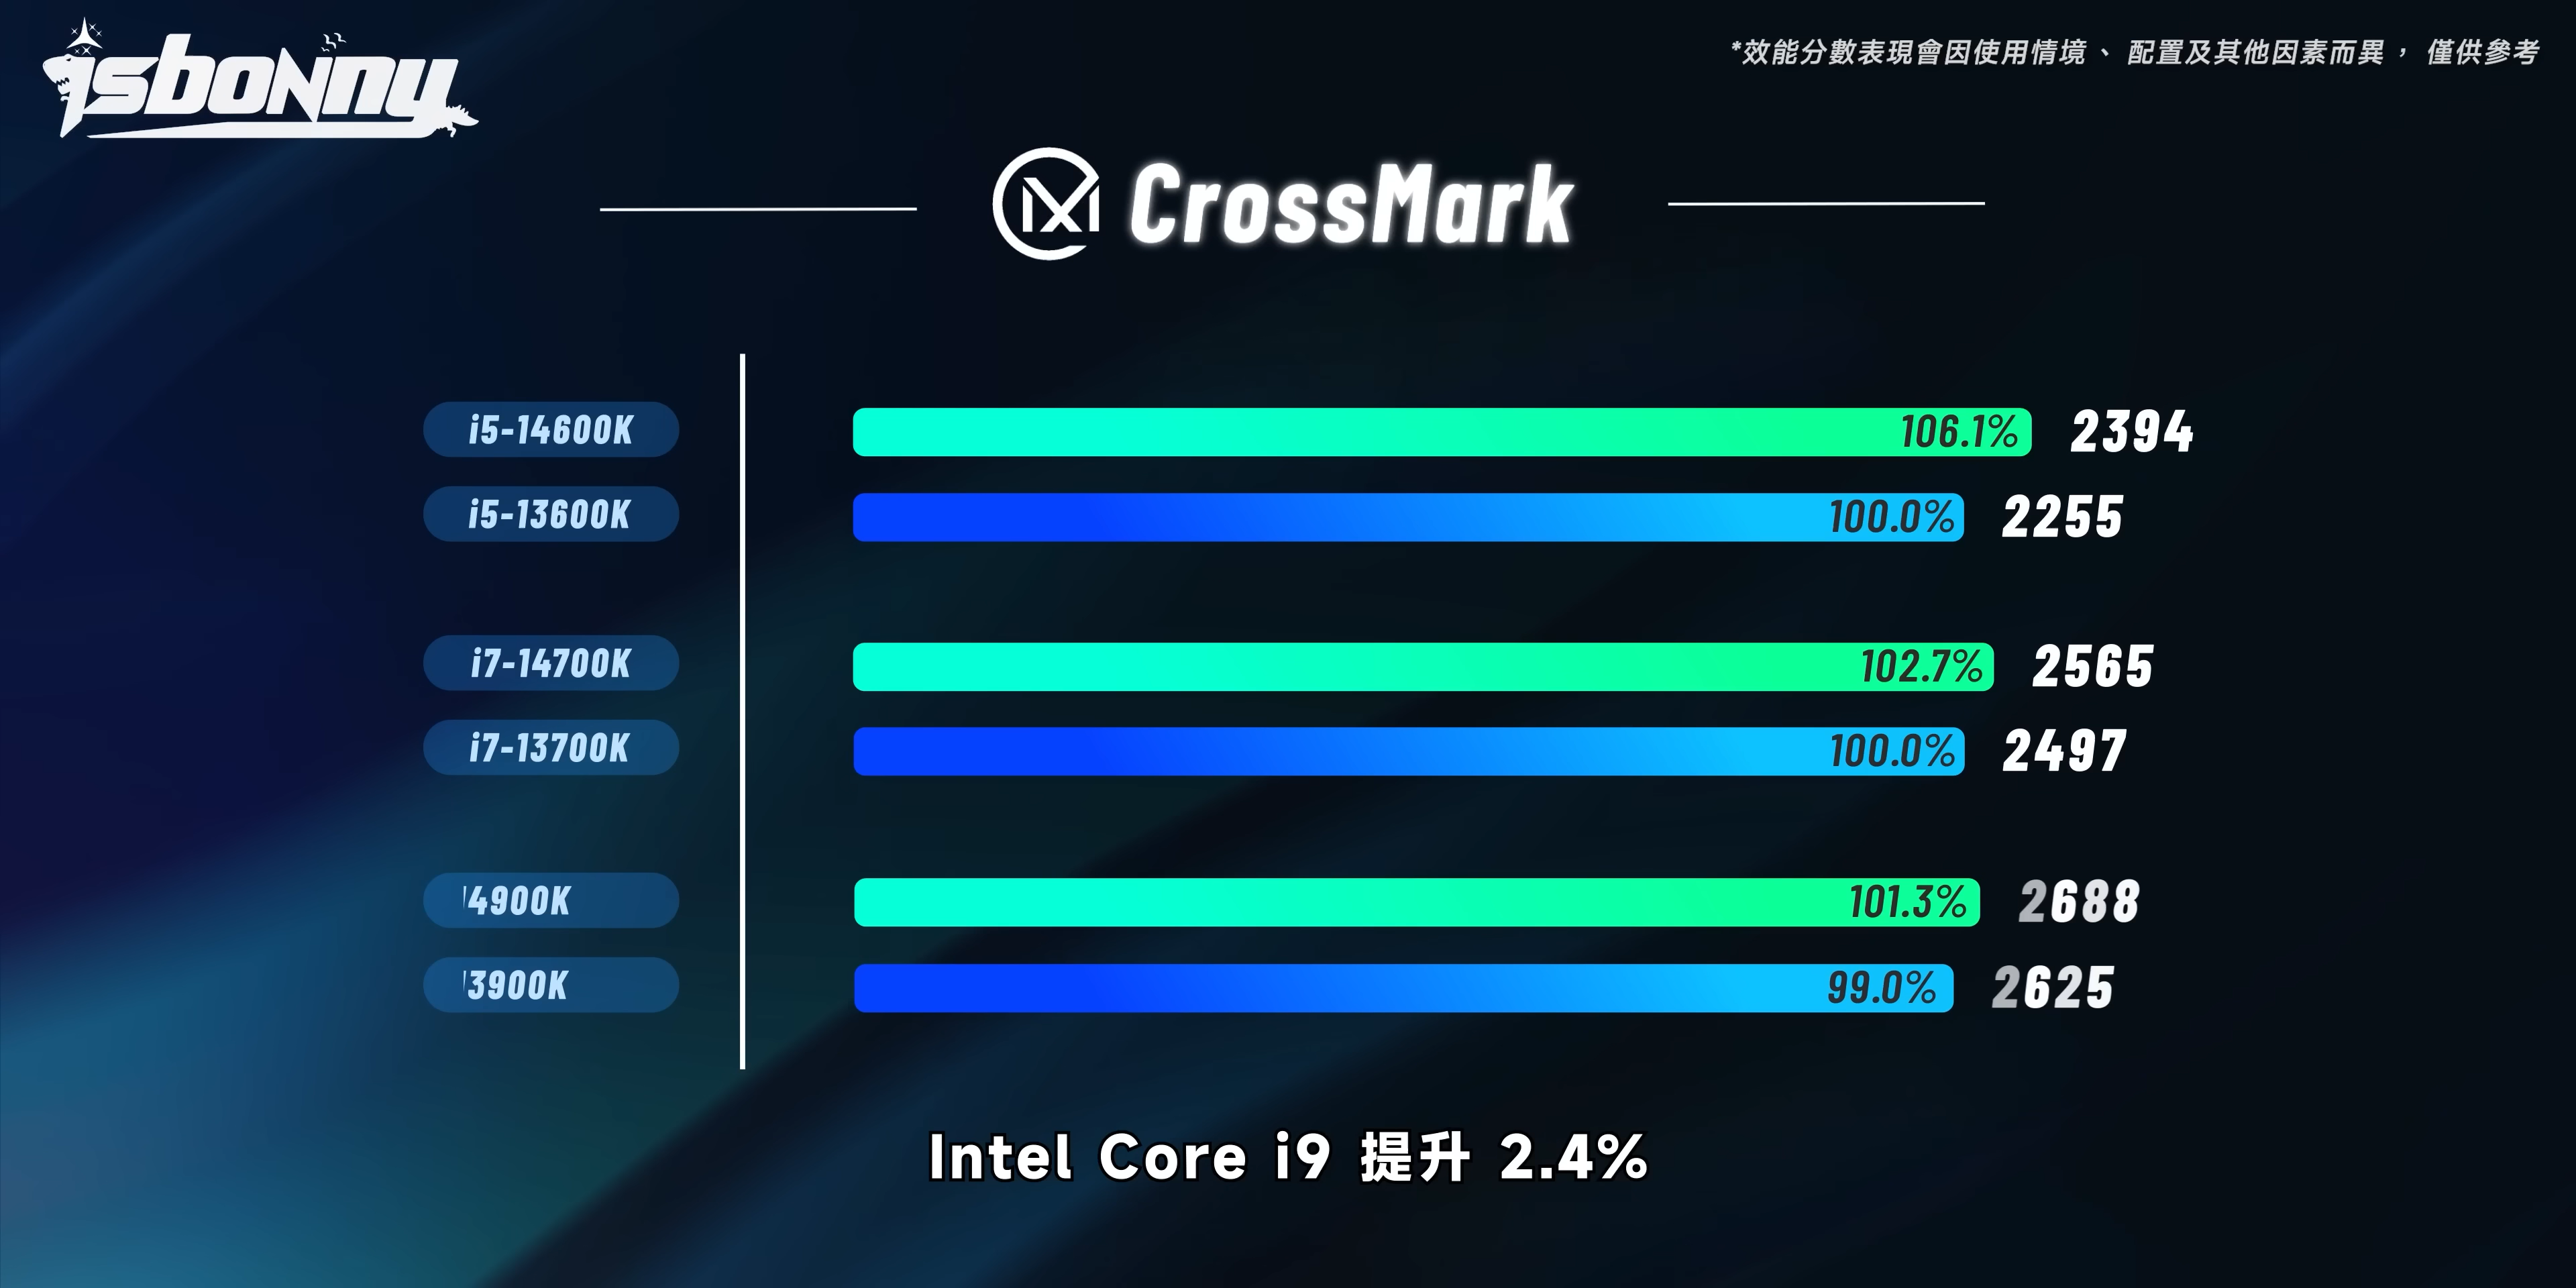 isbonny
*效能分數表現會因使用情境、 配置及其他因素而異， 僅供參考
CrossMark
i5-14600K 106.1% 2394
i5-13600K 100.0% 2255
i7-14700K 102.7% 2565
i7-13700K 100.0% 2497
4900K 101.3% 2688
3900K 99.0% 2625
Intel Core i9 提升 2.4%